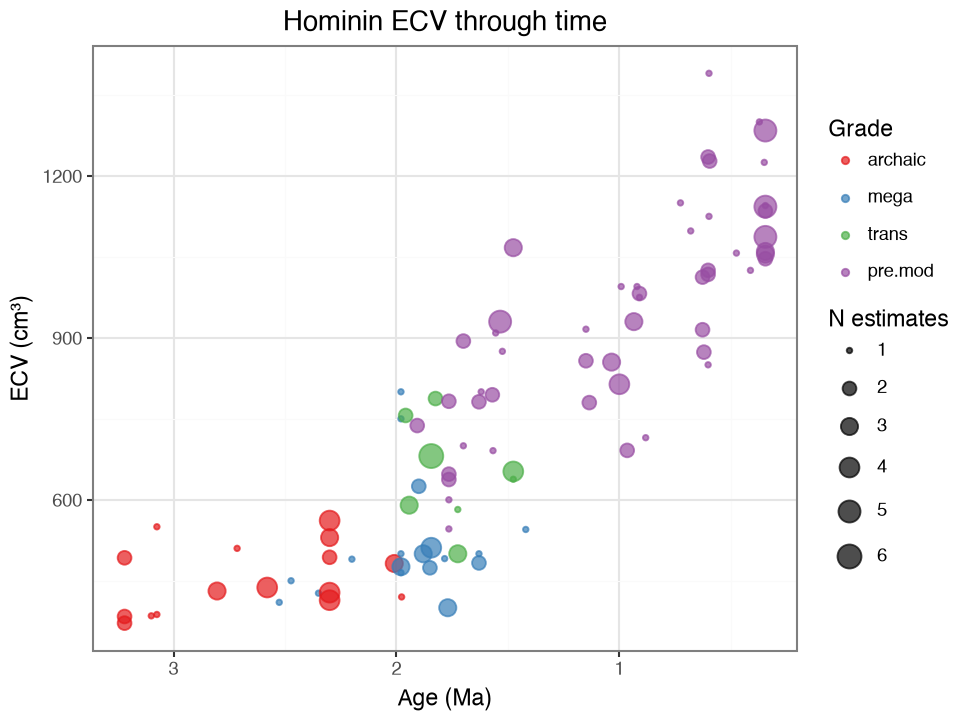 Hominin ECV through time
ECV (cm³)
1200
900
600
3
2
1
Age (Ma)
Grade
archaic
mega
trans
pre.mod
N estimates
1
2
3
4
5
6